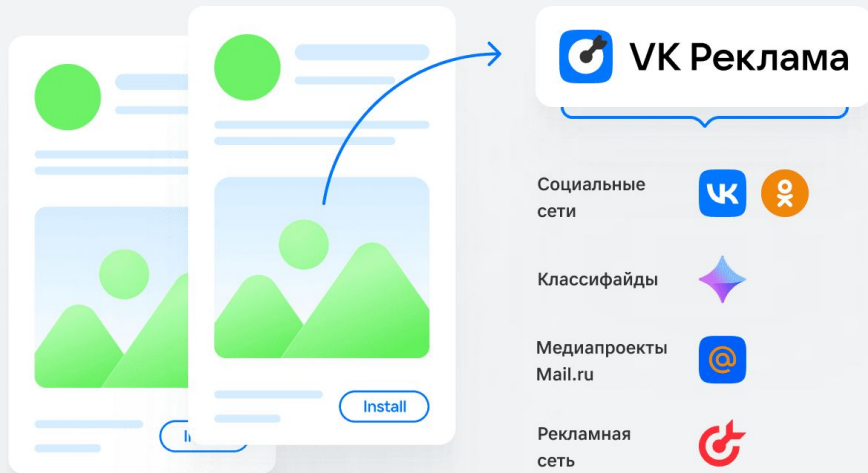 VK Реклама
Социальные
сети
Классифайды
Медиапроекты
Mail.ru
Рекламная
сеть
Install